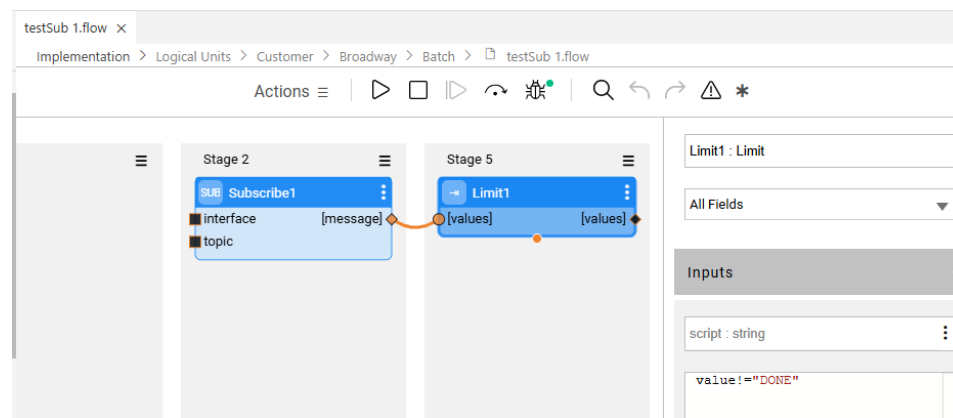 testSub 1.flow ×
Implementation > Logical Units > Customer > Broadway > Batch > testSub 1.flow
Actions
Stage 2
Stage 5
SUB Subscribe1
Limit1
interface [message]
[values] [values]
topic
Limit1 : Limit
All Fields
Inputs
script : string
value!="DONE"